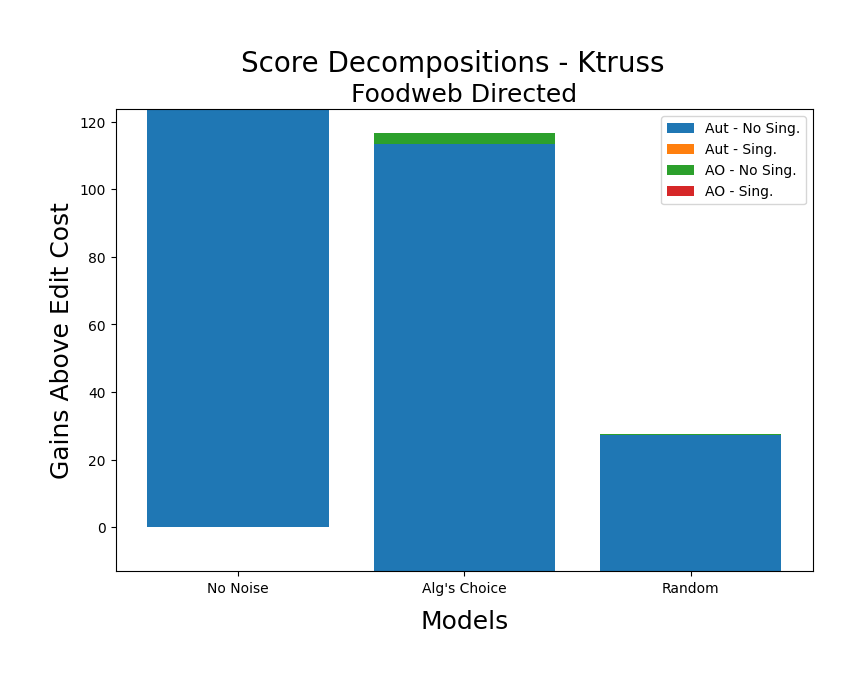 Score Decompositions - Ktruss
Foodweb Directed
Gains Above Edit Cost
120
100
80
60
40
20
0
Aut - No Sing.
Aut - Sing.
AO - No Sing.
AO - Sing.
No Noise
Alg's Choice
Random
Models